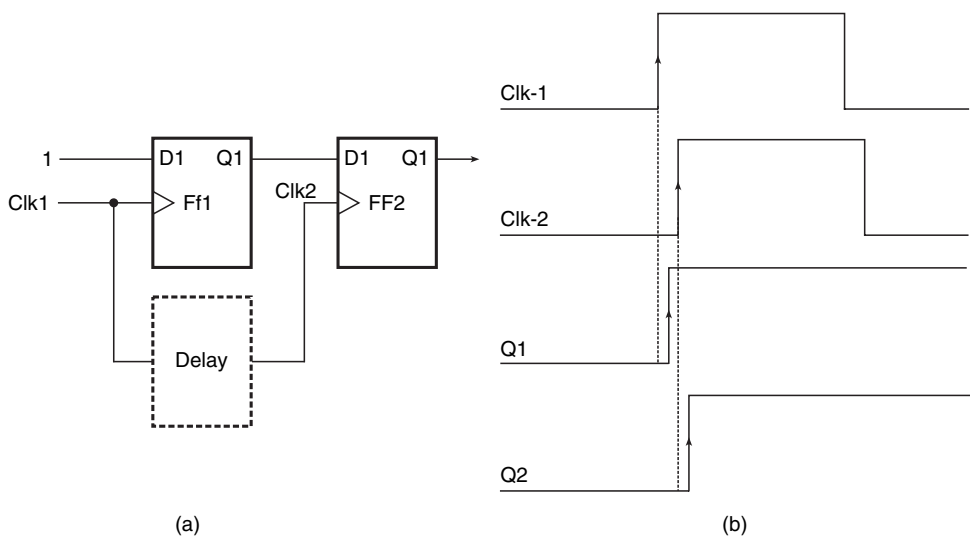 1
D1 Q1
Clk1
Ff1
Clk2
D1 Q1
FF2
Delay
(a)
Clk-1
Clk-2
Q1
Q2
(b)